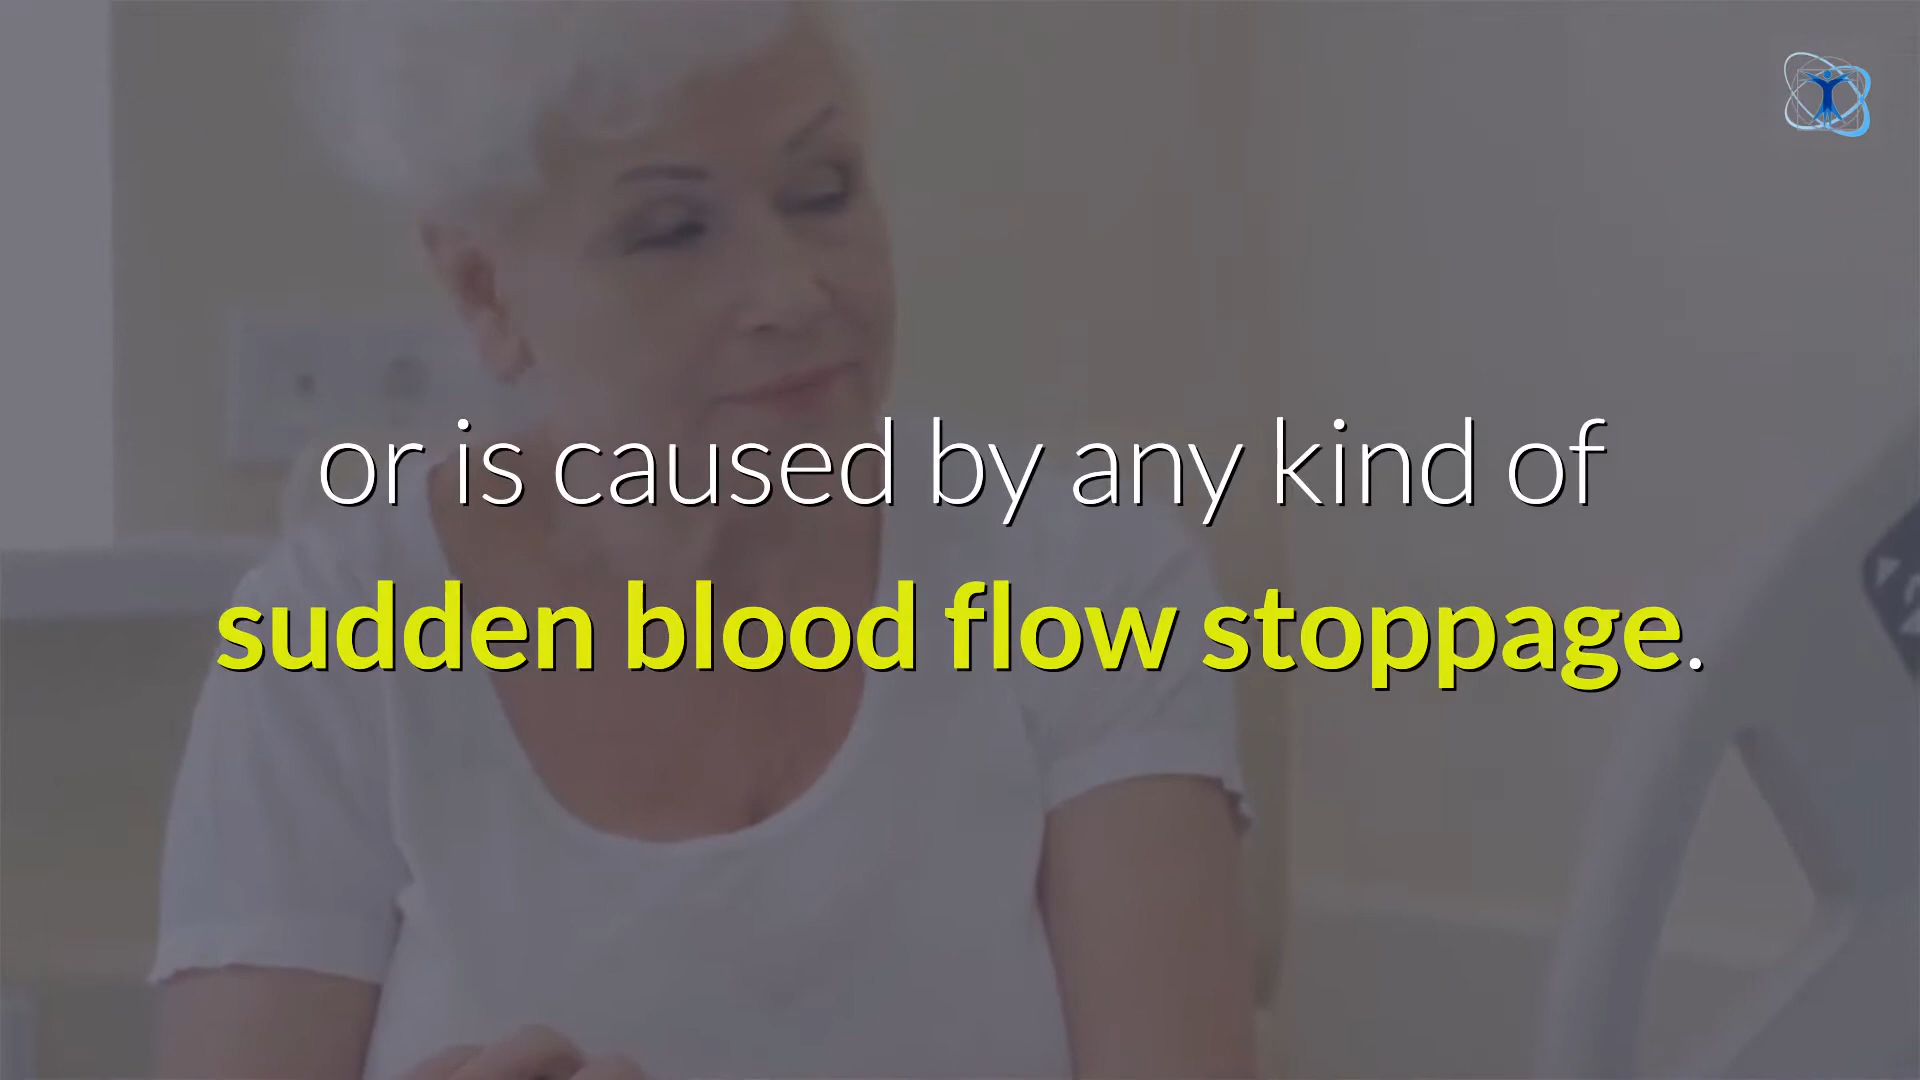 or is caused by any kind of
sudden blood flow stoppage.